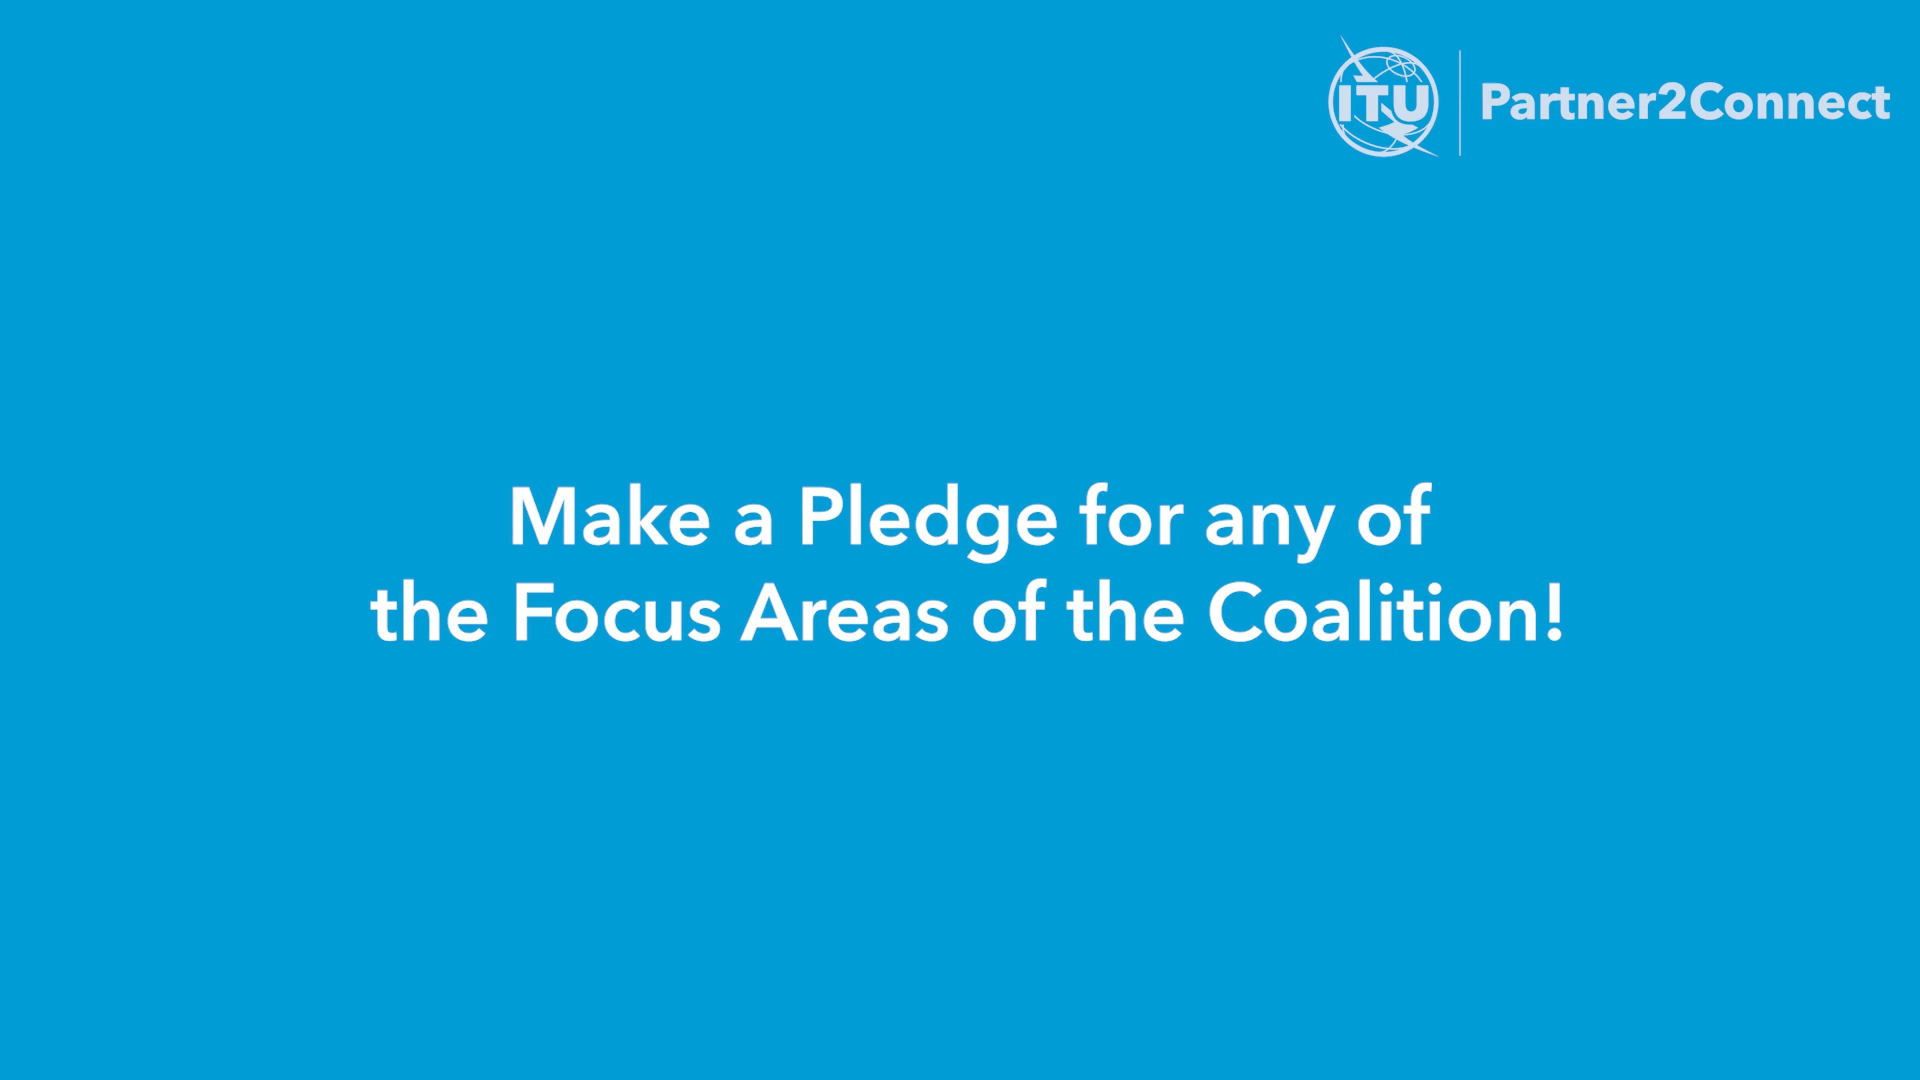 ITU
Partner2Connect
Make a Pledge for any of
the Focus Areas of the Coalition!